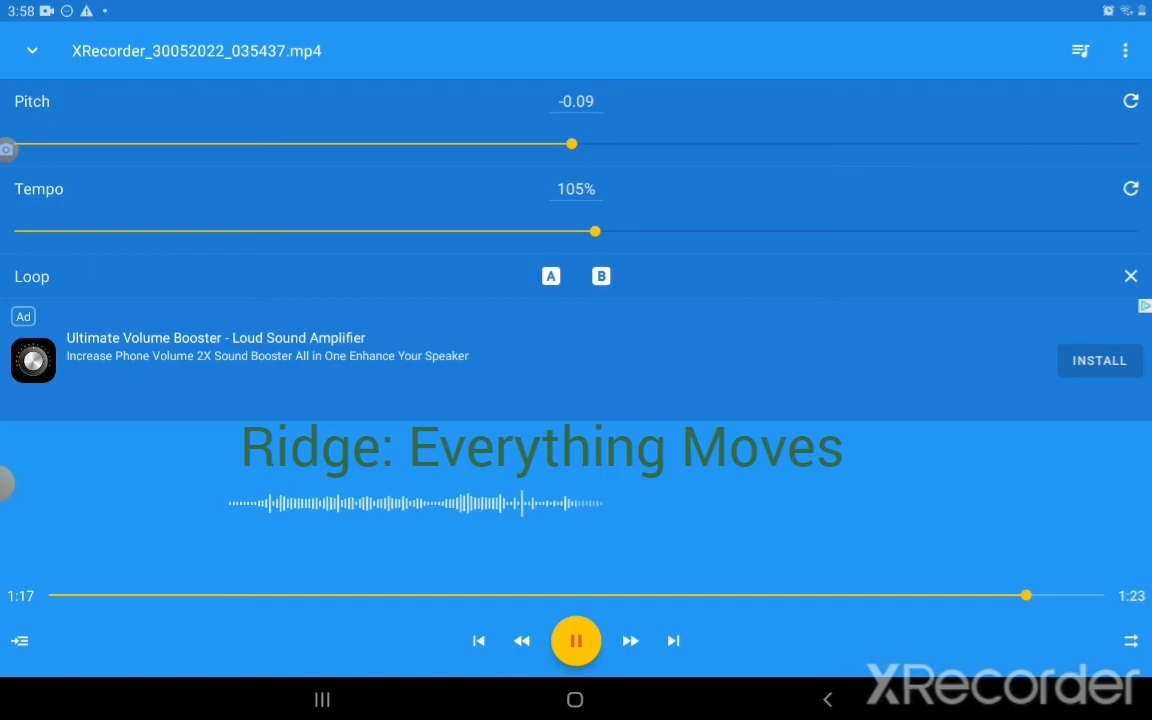 3:58
XRecorder_30052022_035437.mp4
Pitch -0.09
Tempo 105%
Loop A B
Ad
Ultimate Volume Booster - Loud Sound Amplifier
Increase Phone Volume 2X Sound Booster All in One Enhance Your Speaker
INSTALL
Ridge: Everything Moves
1:17 1:23
XRecorder